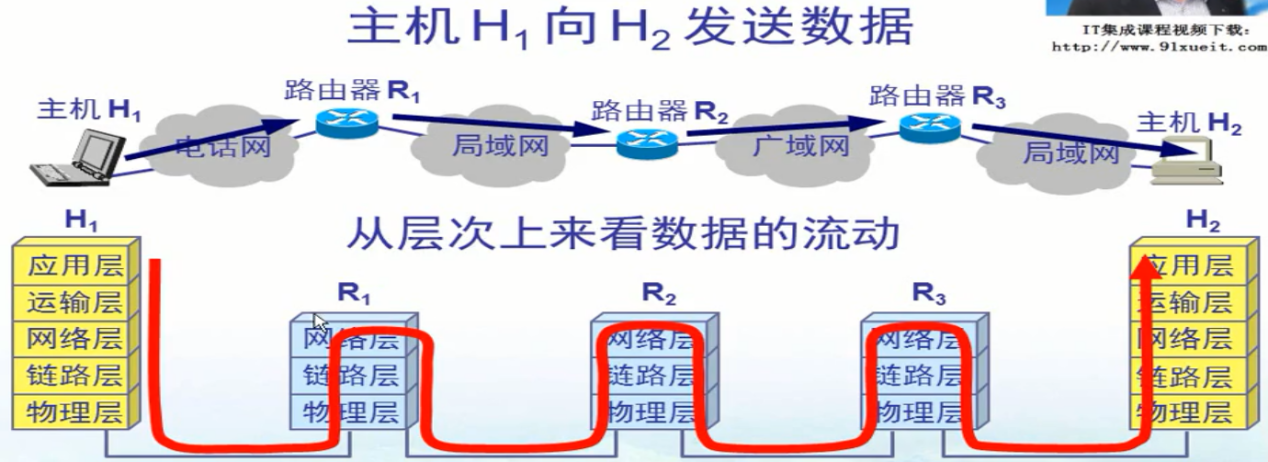 主机 H1 向 H2 发送数据
IT集成课程视频下载:
http://www.91xueit.com
主机 H1
路由器 R1
路由器 R2
路由器 R3
主机 H2
电话网
局域网
广域网
局域网
从层次上来看数据的流动
H1
应用层
运输层
网络层
链路层
物理层
R1
网络层
链路层
物理层
R2
网络层
链路层
物理层
R3
网络层
链路层
物理层
H2
应用层
运输层
网络层
链路层
物理层